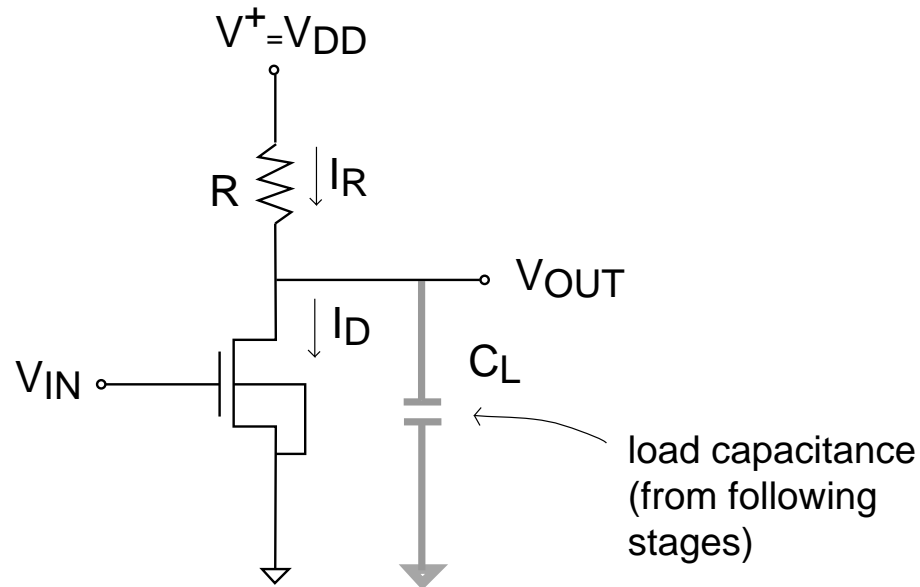 V+=VDD
R
IR
VOUT
ID
VIN
CL
load capacitance
(from following
stages)